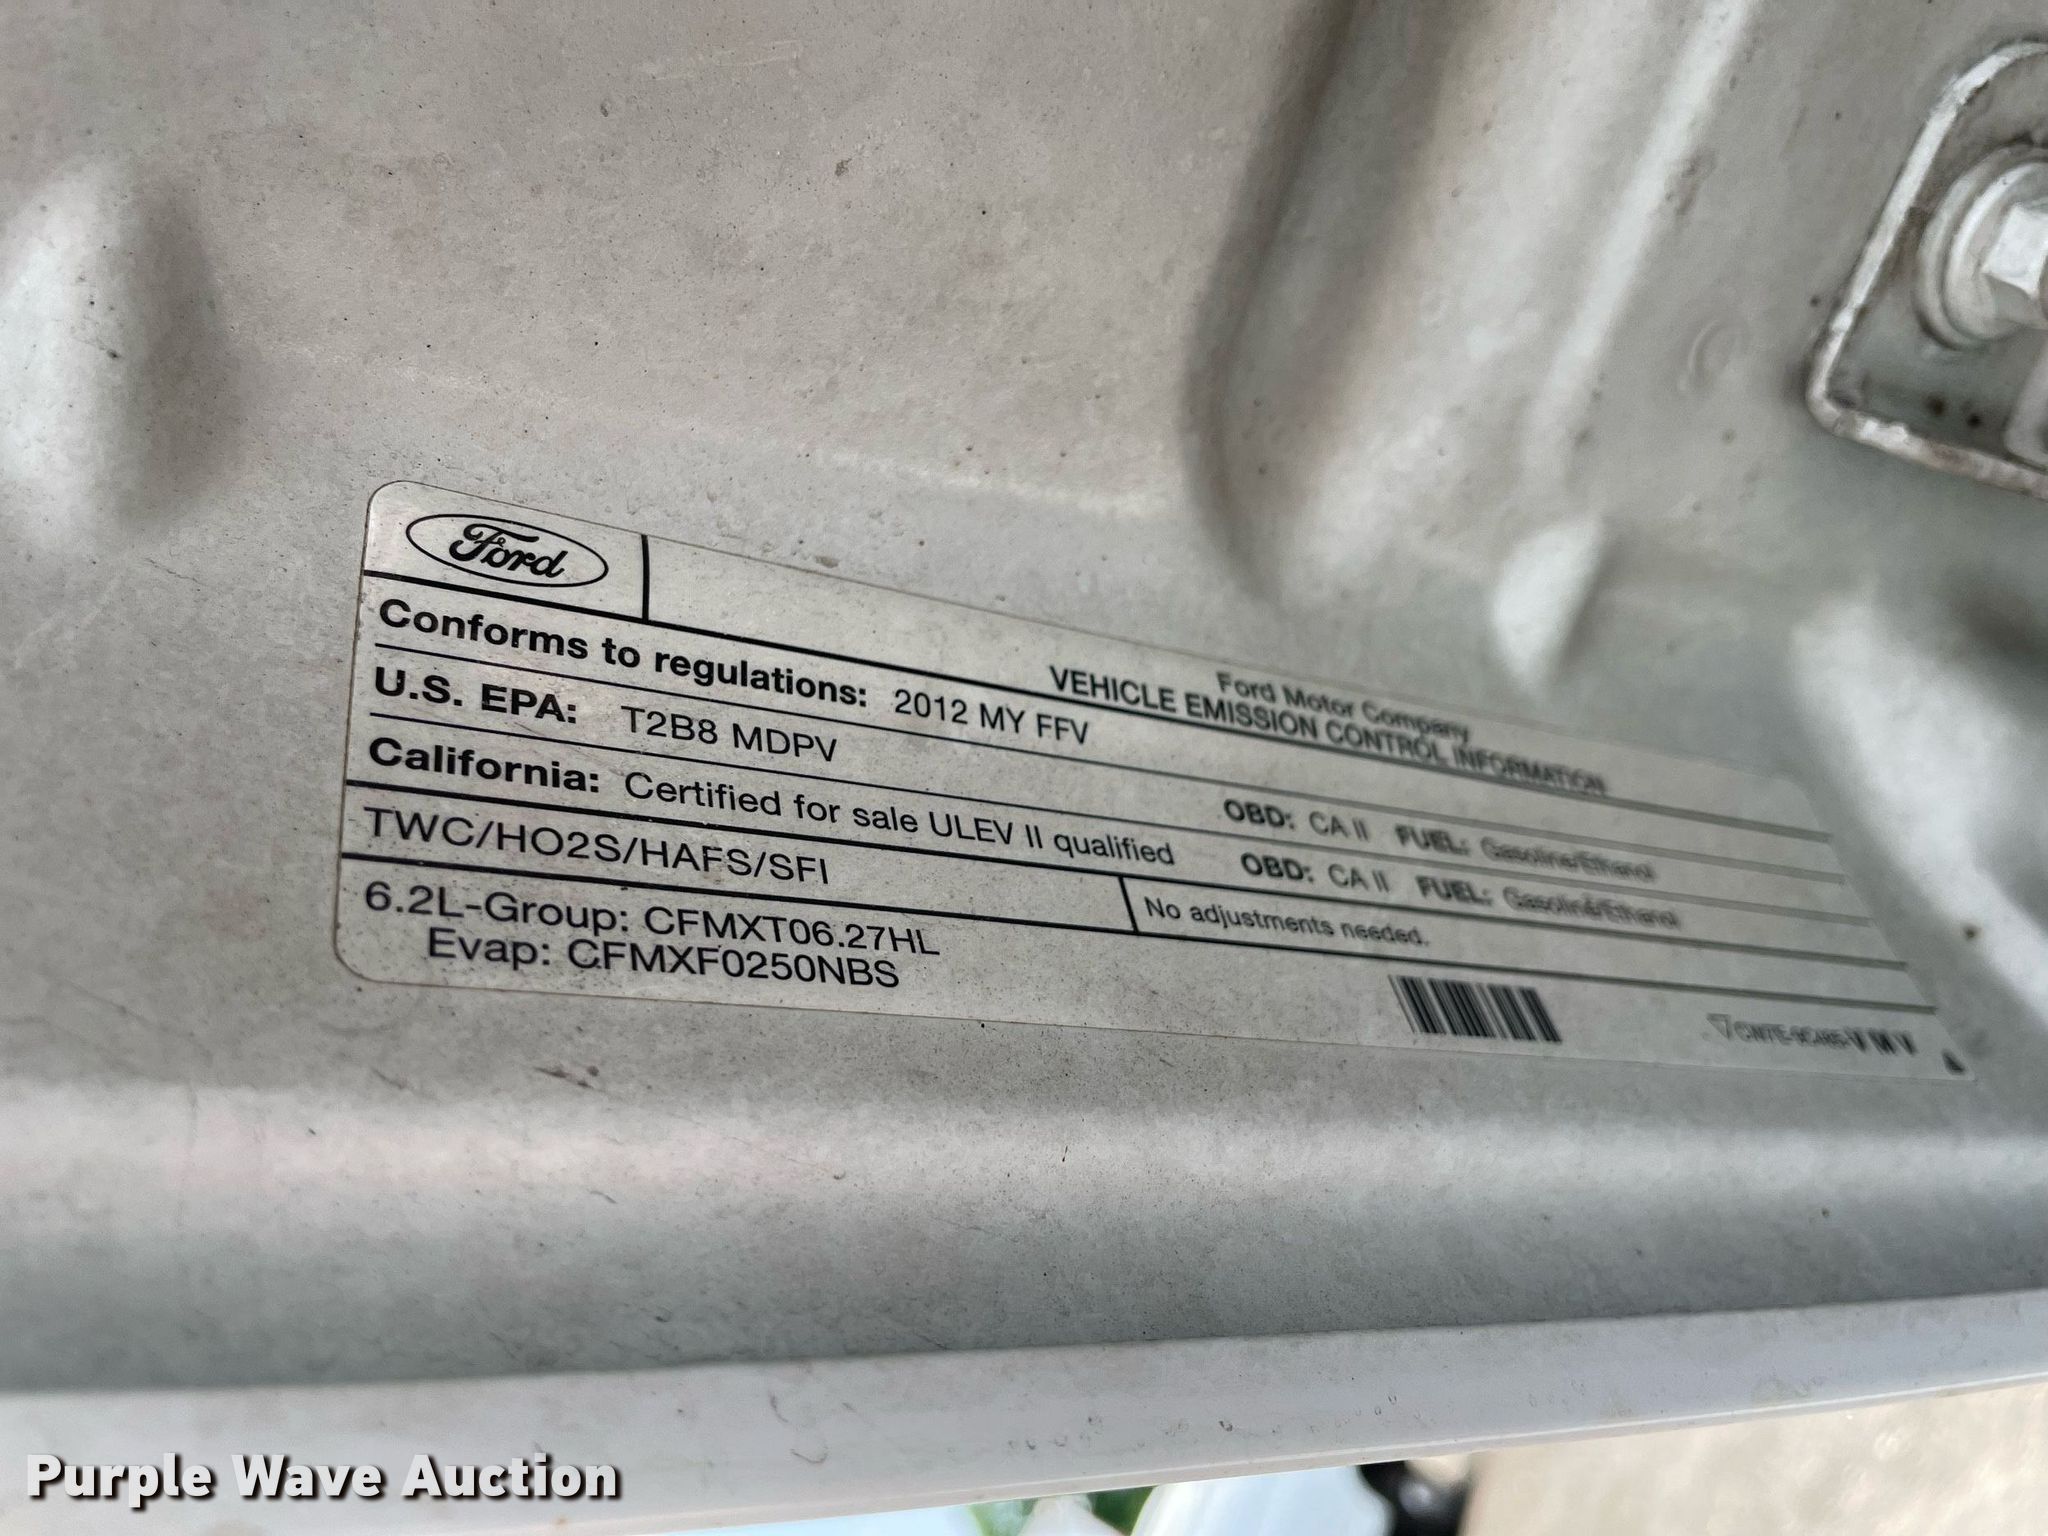 Ford
Ford Motor Company
VEHICLE EMISSION CONTROL INFORMATION
Conforms to regulations: 2012 MY FFV
U.S. EPA: T2B8 MDPV OBD: CA II FUEL: Gasoline/Ethanol
California: Certified for sale ULEV II qualified OBD: CA II FUEL: Gasoline/Ethanol
TWC/HO2S/HAFS/SFI No adjustments needed.
6.2L-Group: CFMXT06.27HL
Evap: CFMXF0250NBS
VMV
Purple Wave Auction